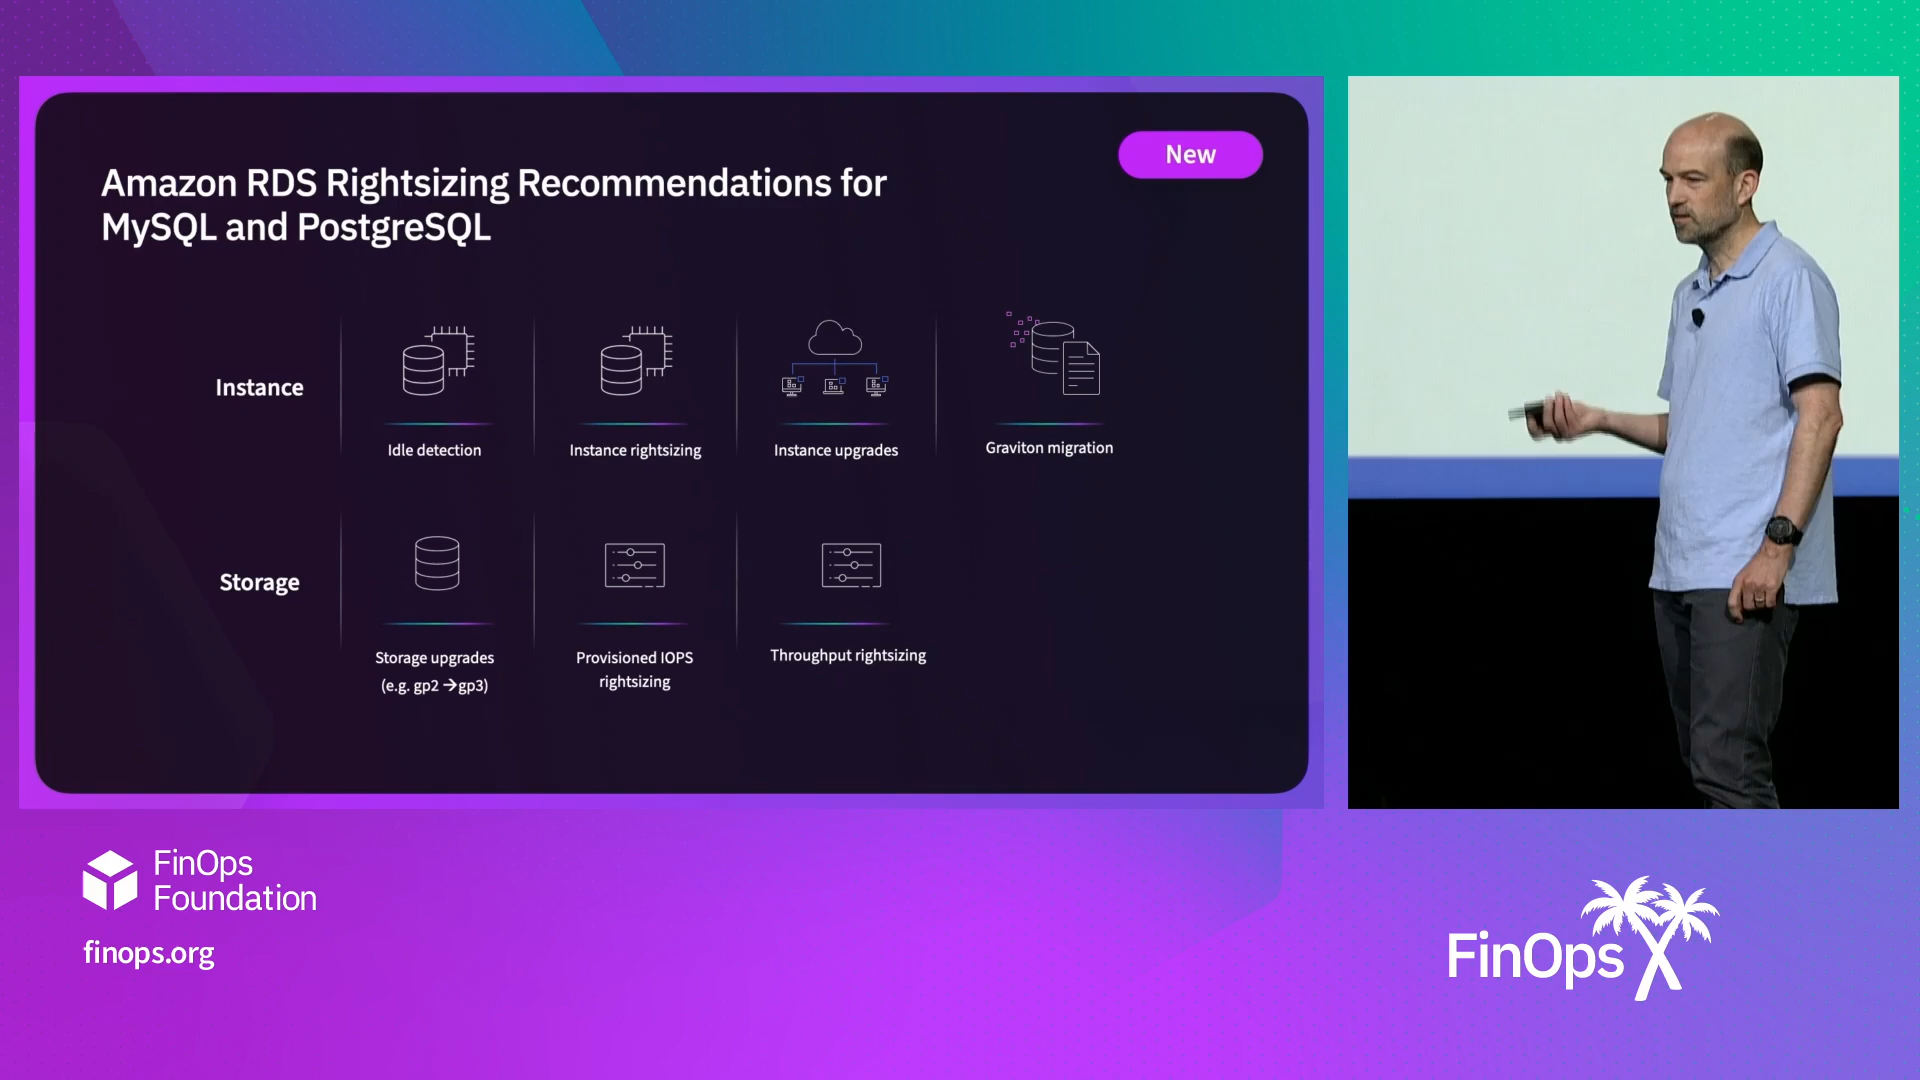 New
Amazon RDS Rightsizing Recommendations for
MySQL and PostgreSQL
Instance
Idle detection
Instance rightsizing
Instance upgrades
Graviton migration
Storage
Storage upgrades
(e.g. gp2 →gp3)
Provisioned IOPS
rightsizing
Throughput rightsizing
FinOps
Foundation
finops.org
FinOps X